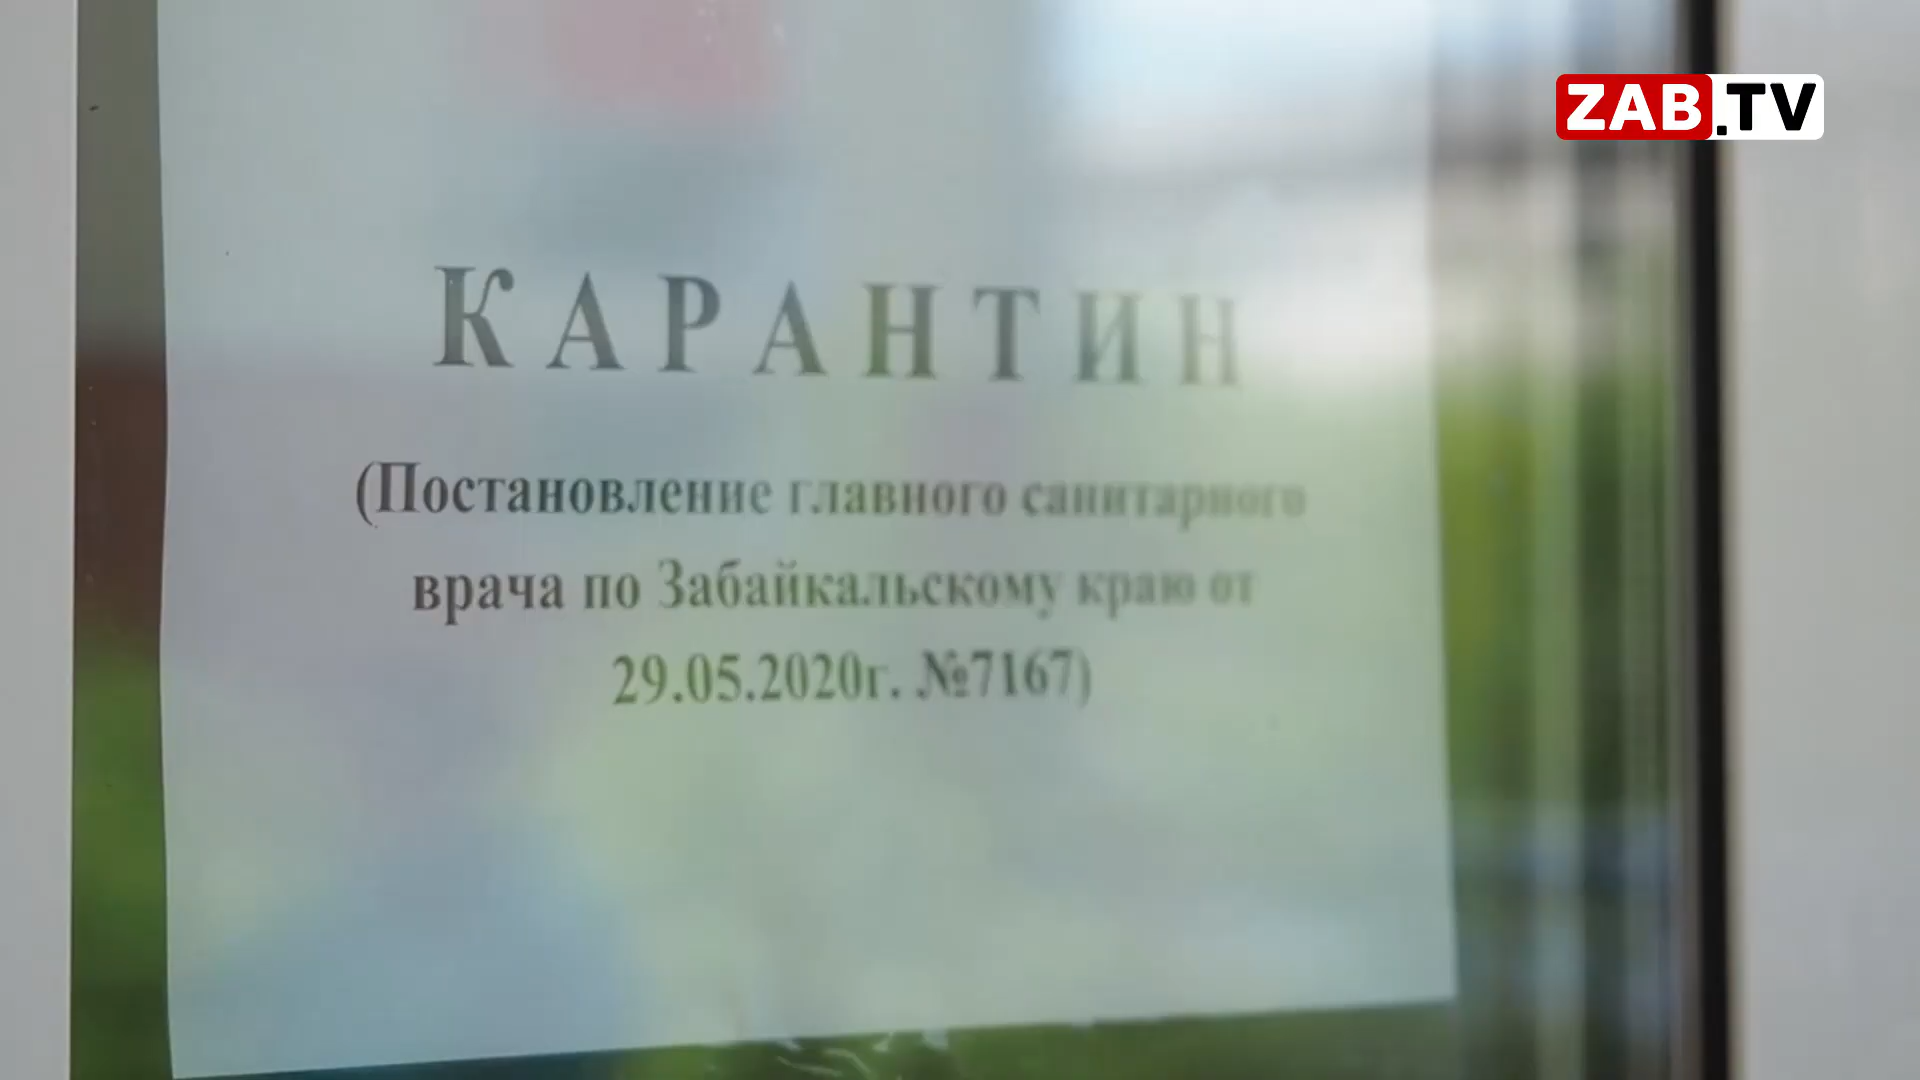 ZAB.TV
КАРАНТИН
(Постановление главного санитарного
врача по Забайкальскому краю от
29.05.2020г. №7167)